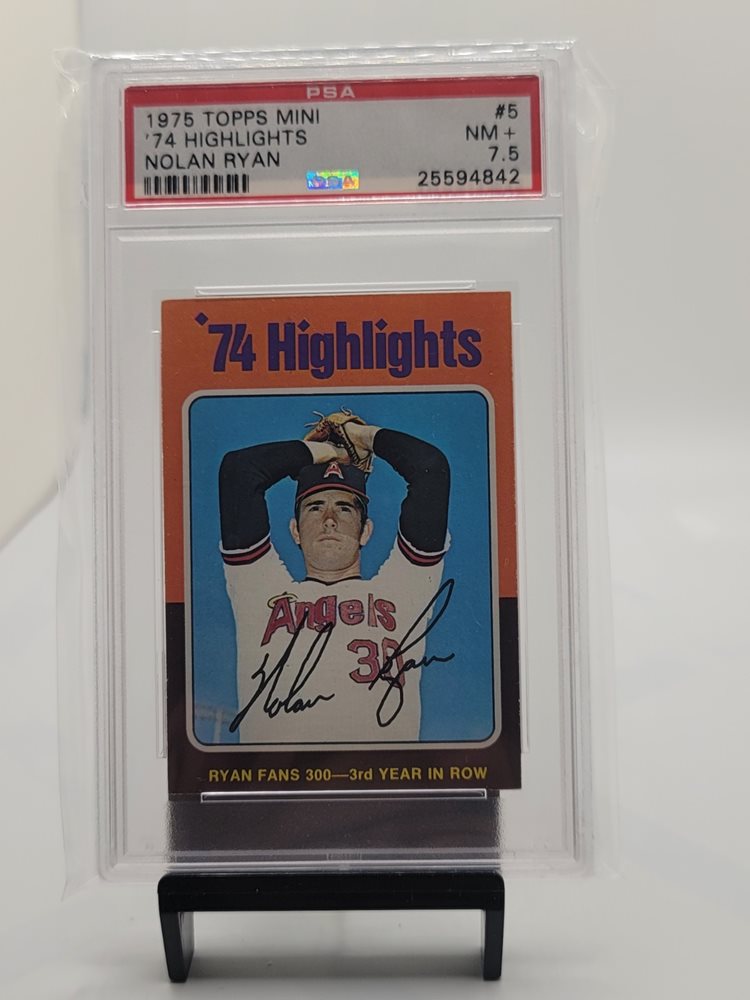 PSA
1975 TOPPS MINI #5
'74 HIGHLIGHTS NM+
NOLAN RYAN 7.5
25594842
'74 Highlights
A
Angels
30
Nolan Ryan
RYAN FANS 300—3rd YEAR IN ROW